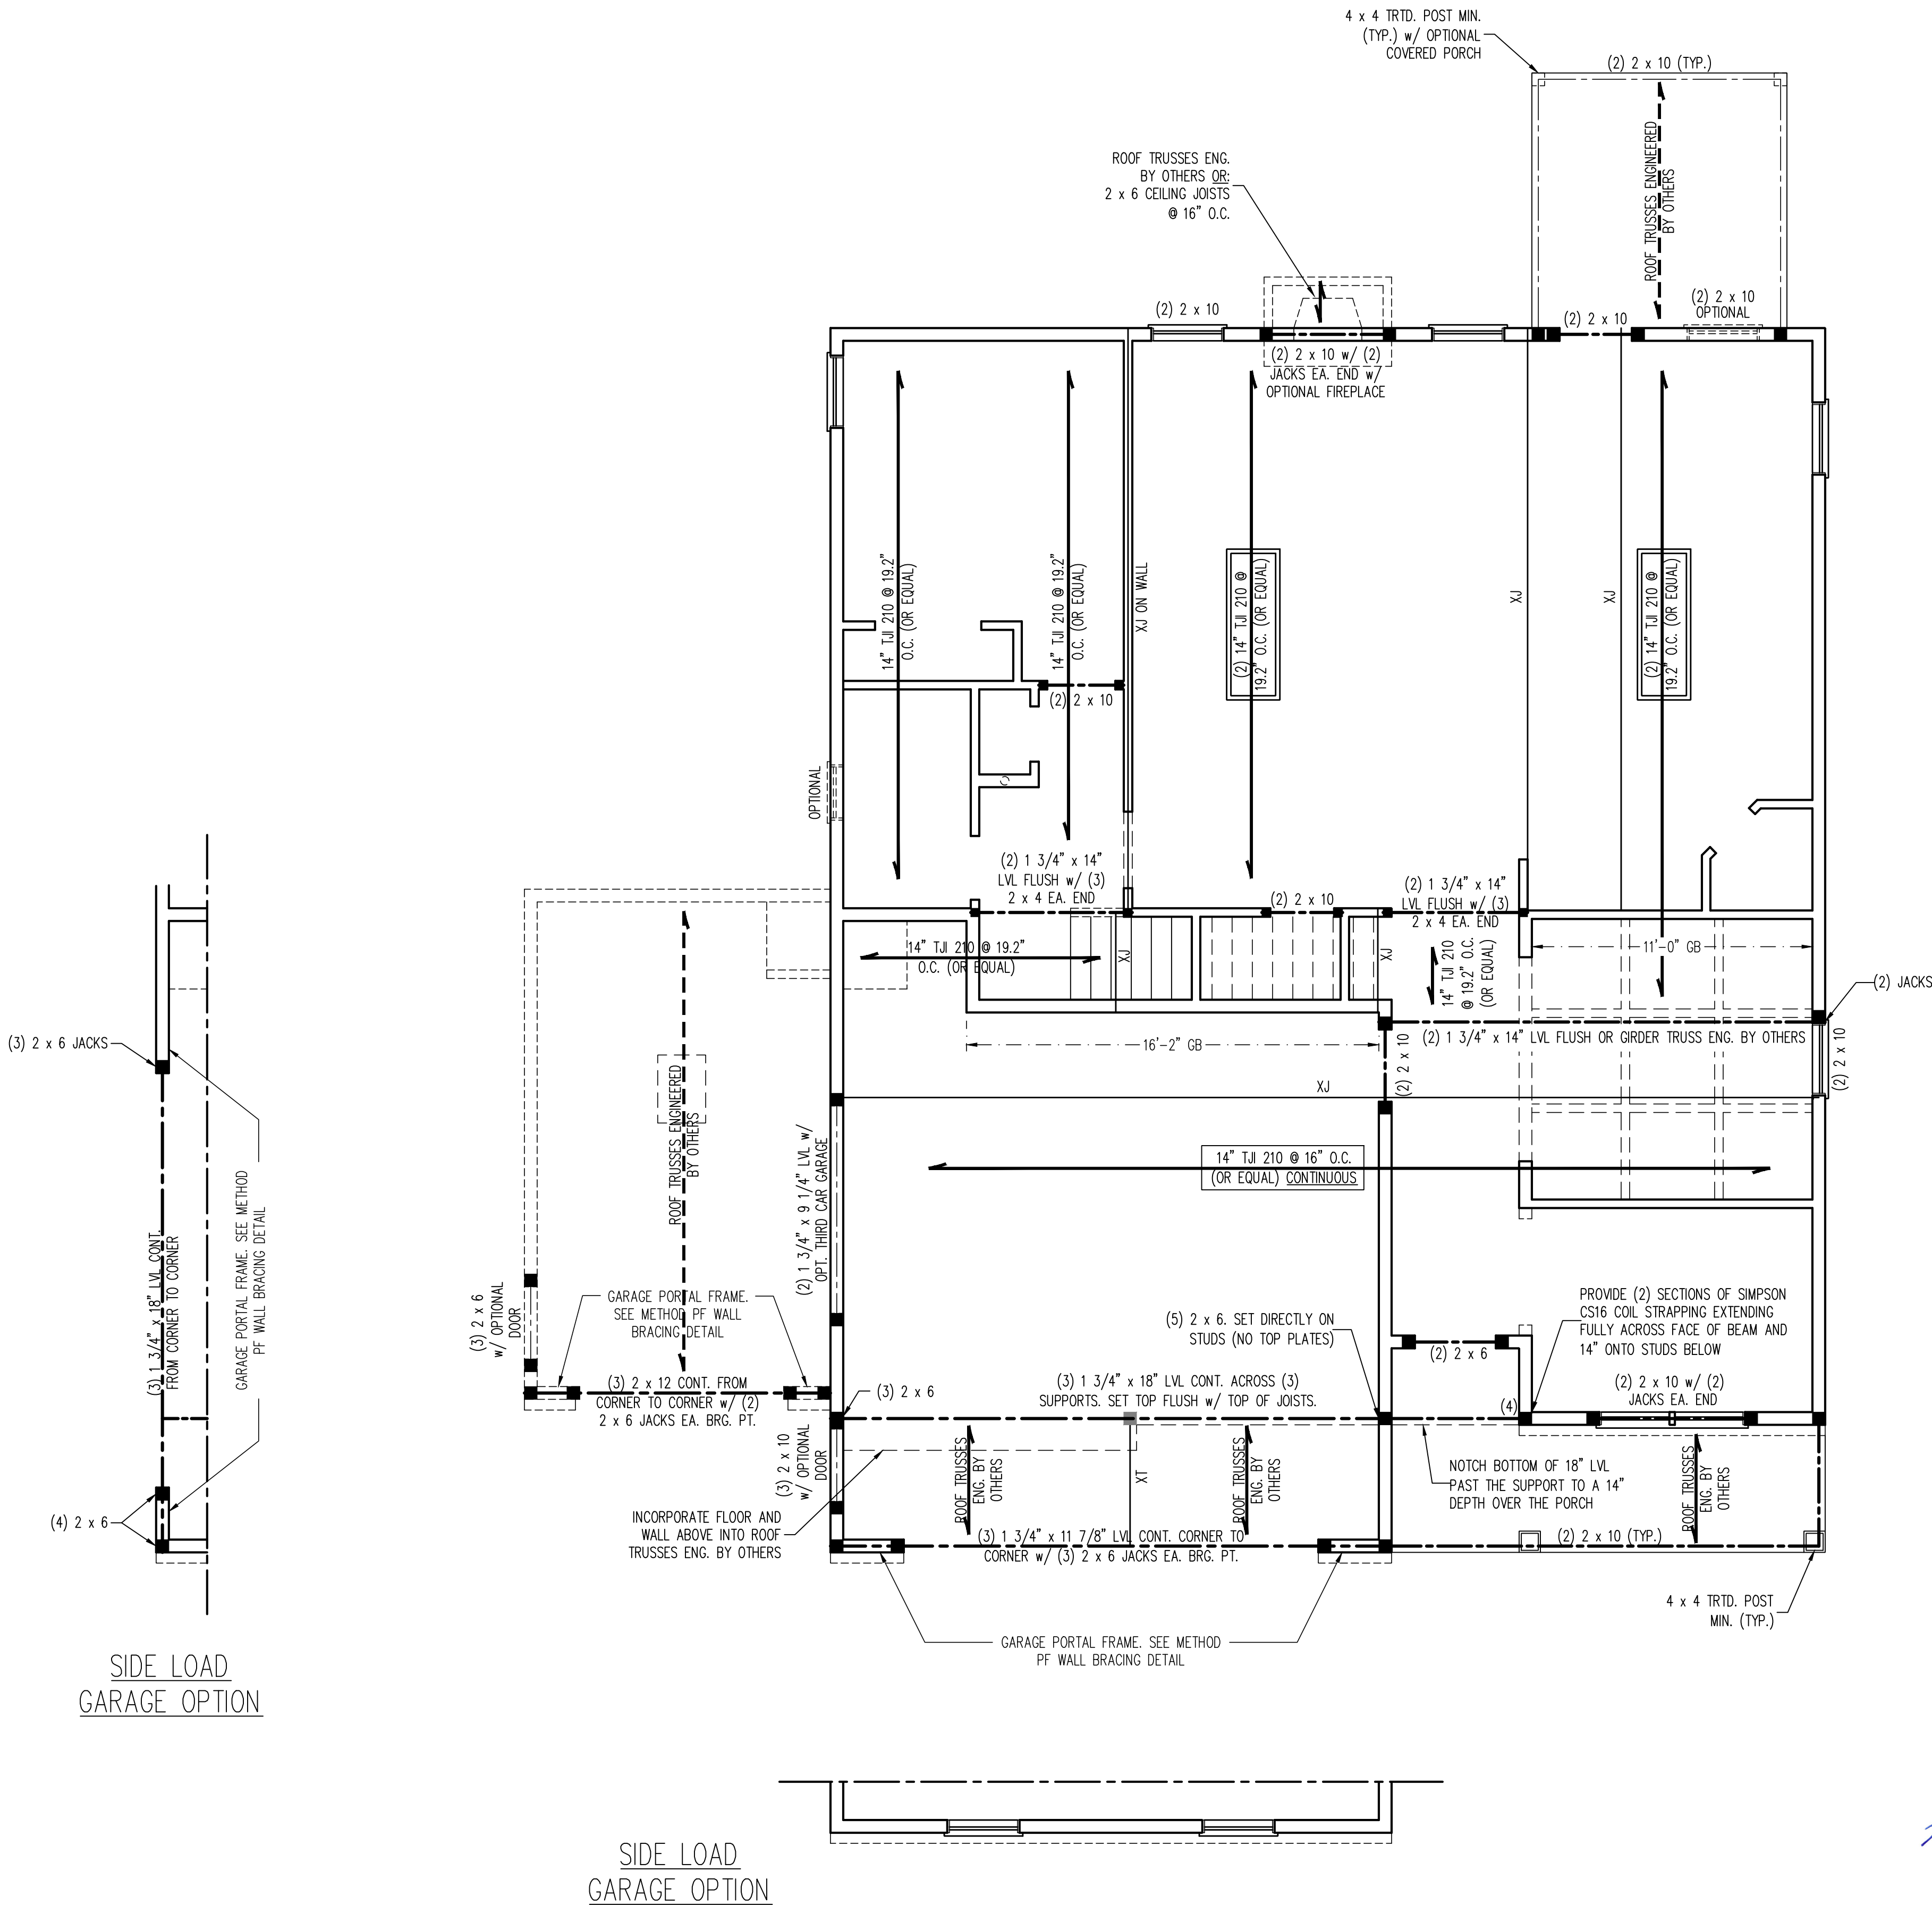 4 x 4 TRTD. POST MIN.
(TYP.) w/ OPTIONAL
COVERED PORCH
(2) 2 x 10 (TYP.)
ROOF TRUSSES ENGINEERED
BY OTHERS
ROOF TRUSSES ENG.
BY OTHERS OR:
2 x 6 CEILING JOISTS
@ 16" O.C.
(2) 2 x 10
(2) 2 x 10 w/ (2)
JACKS EA. END w/
OPTIONAL FIREPLACE
(2) 2 x 10
(2) 2 x 10
OPTIONAL
14" TJI 210 @ 19.2"
O.C. (OR EQUAL)
14" TJI 210 @ 19.2"
O.C. (OR EQUAL)
XJ ON WALL
(2) 14" TJI 210 @
19.2" O.C. (OR EQUAL)
XJ
XJ
(2) 14" TJI 210 @
19.2" O.C. (OR EQUAL)
(2) 2 x 10
OPTIONAL
(2) 1 3/4" x 14"
LVL FLUSH w/ (3)
2 x 4 EA. END
(2) 2 x 10
(2) 1 3/4" x 14"
LVL FLUSH w/ (3)
2 x 4 EA. END
14" TJI 210 @ 19.2"
O.C. (OR EQUAL)
XJ
XJ
14" TJI 210
@ 19.2" O.C.
(OR EQUAL)
11'-0" GB
(2) JACKS
(2) 1 3/4" x 14" LVL FLUSH OR GIRDER TRUSS ENG. BY OTHERS
16'-2" GB
(2) 2 x 10
(2) 2 x 10
XJ
(3) 2 x 6 JACKS
ROOF TRUSSES ENGINEERED
BY OTHERS
(2) 1 3/4" x 9 1/4" LVL w/
OPT. THIRD CAR GARAGE
14" TJI 210 @ 16" O.C.
(OR EQUAL) CONTINUOUS
(3) 1 3/4" x 18" LVL CONT.
FROM CORNER TO CORNER
GARAGE PORTAL FRAME. SEE METHOD
PF WALL BRACING DETAIL
(3) 2 x 6
w/ OPTIONAL
DOOR
GARAGE PORTAL FRAME.
SEE METHOD PF WALL
BRACING DETAIL
(5) 2 x 6. SET DIRECTLY ON
STUDS (NO TOP PLATES)
PROVIDE (2) SECTIONS OF SIMPSON
CS16 COIL STRAPPING EXTENDING
FULLY ACROSS FACE OF BEAM AND
14" ONTO STUDS BELOW
(2) 2 x 6
(3) 2 x 12 CONT. FROM
CORNER TO CORNER w/ (2)
2 x 6 JACKS EA. BRG. PT.
(3) 2 x 6
(3) 1 3/4" x 18" LVL CONT. ACROSS (3)
SUPPORTS. SET TOP FLUSH w/ TOP OF JOISTS.
(4)
(2) 2 x 10 w/ (2)
JACKS EA. END
(3) 2 x 10
w/ OPTIONAL
DOOR
ROOF TRUSSES
ENG. BY
OTHERS
XT
ROOF TRUSSES
ENG. BY
OTHERS
NOTCH BOTTOM OF 18" LVL
PAST THE SUPPORT TO A 14"
DEPTH OVER THE PORCH
ROOF TRUSSES
ENG. BY
OTHERS
(4) 2 x 6
INCORPORATE FLOOR AND
WALL ABOVE INTO ROOF
TRUSSES ENG. BY OTHERS
(3) 1 3/4" x 11 7/8" LVL CONT. CORNER TO
CORNER w/ (3) 2 x 6 JACKS EA. BRG. PT.
(2) 2 x 10 (TYP.)
4 x 4 TRTD. POST
MIN. (TYP.)
GARAGE PORTAL FRAME. SEE METHOD
PF WALL BRACING DETAIL
SIDE LOAD
GARAGE OPTION
SIDE LOAD
GARAGE OPTION